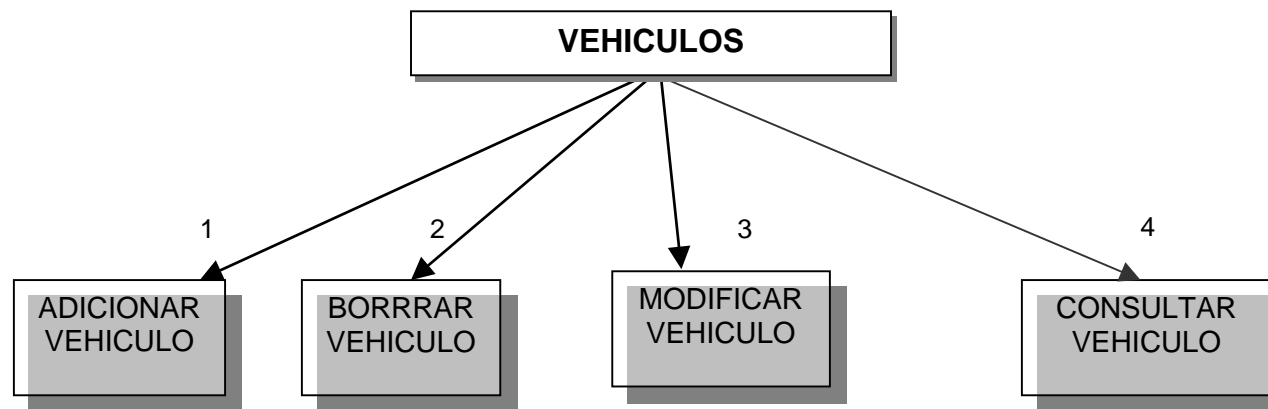 VEHICULOS
1
2
3
4
ADICIONAR
VEHICULO
BORRRAR
VEHICULO
MODIFICAR
VEHICULO
CONSULTAR
VEHICULO